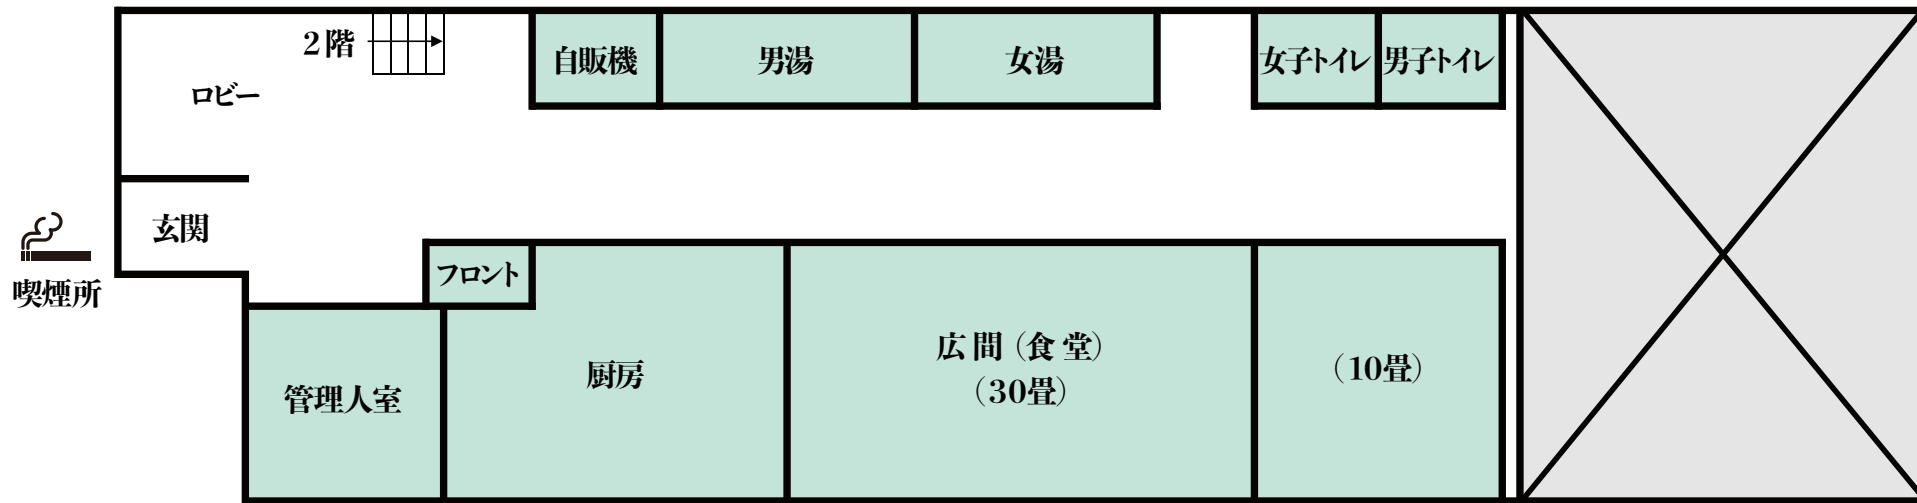 ２階
自販機
男湯
女湯
女子トイレ
男子トイレ
ロビー
玄関
喫煙所
フロント
管理人室
厨房
広間（食堂）
（30畳）
（10畳）